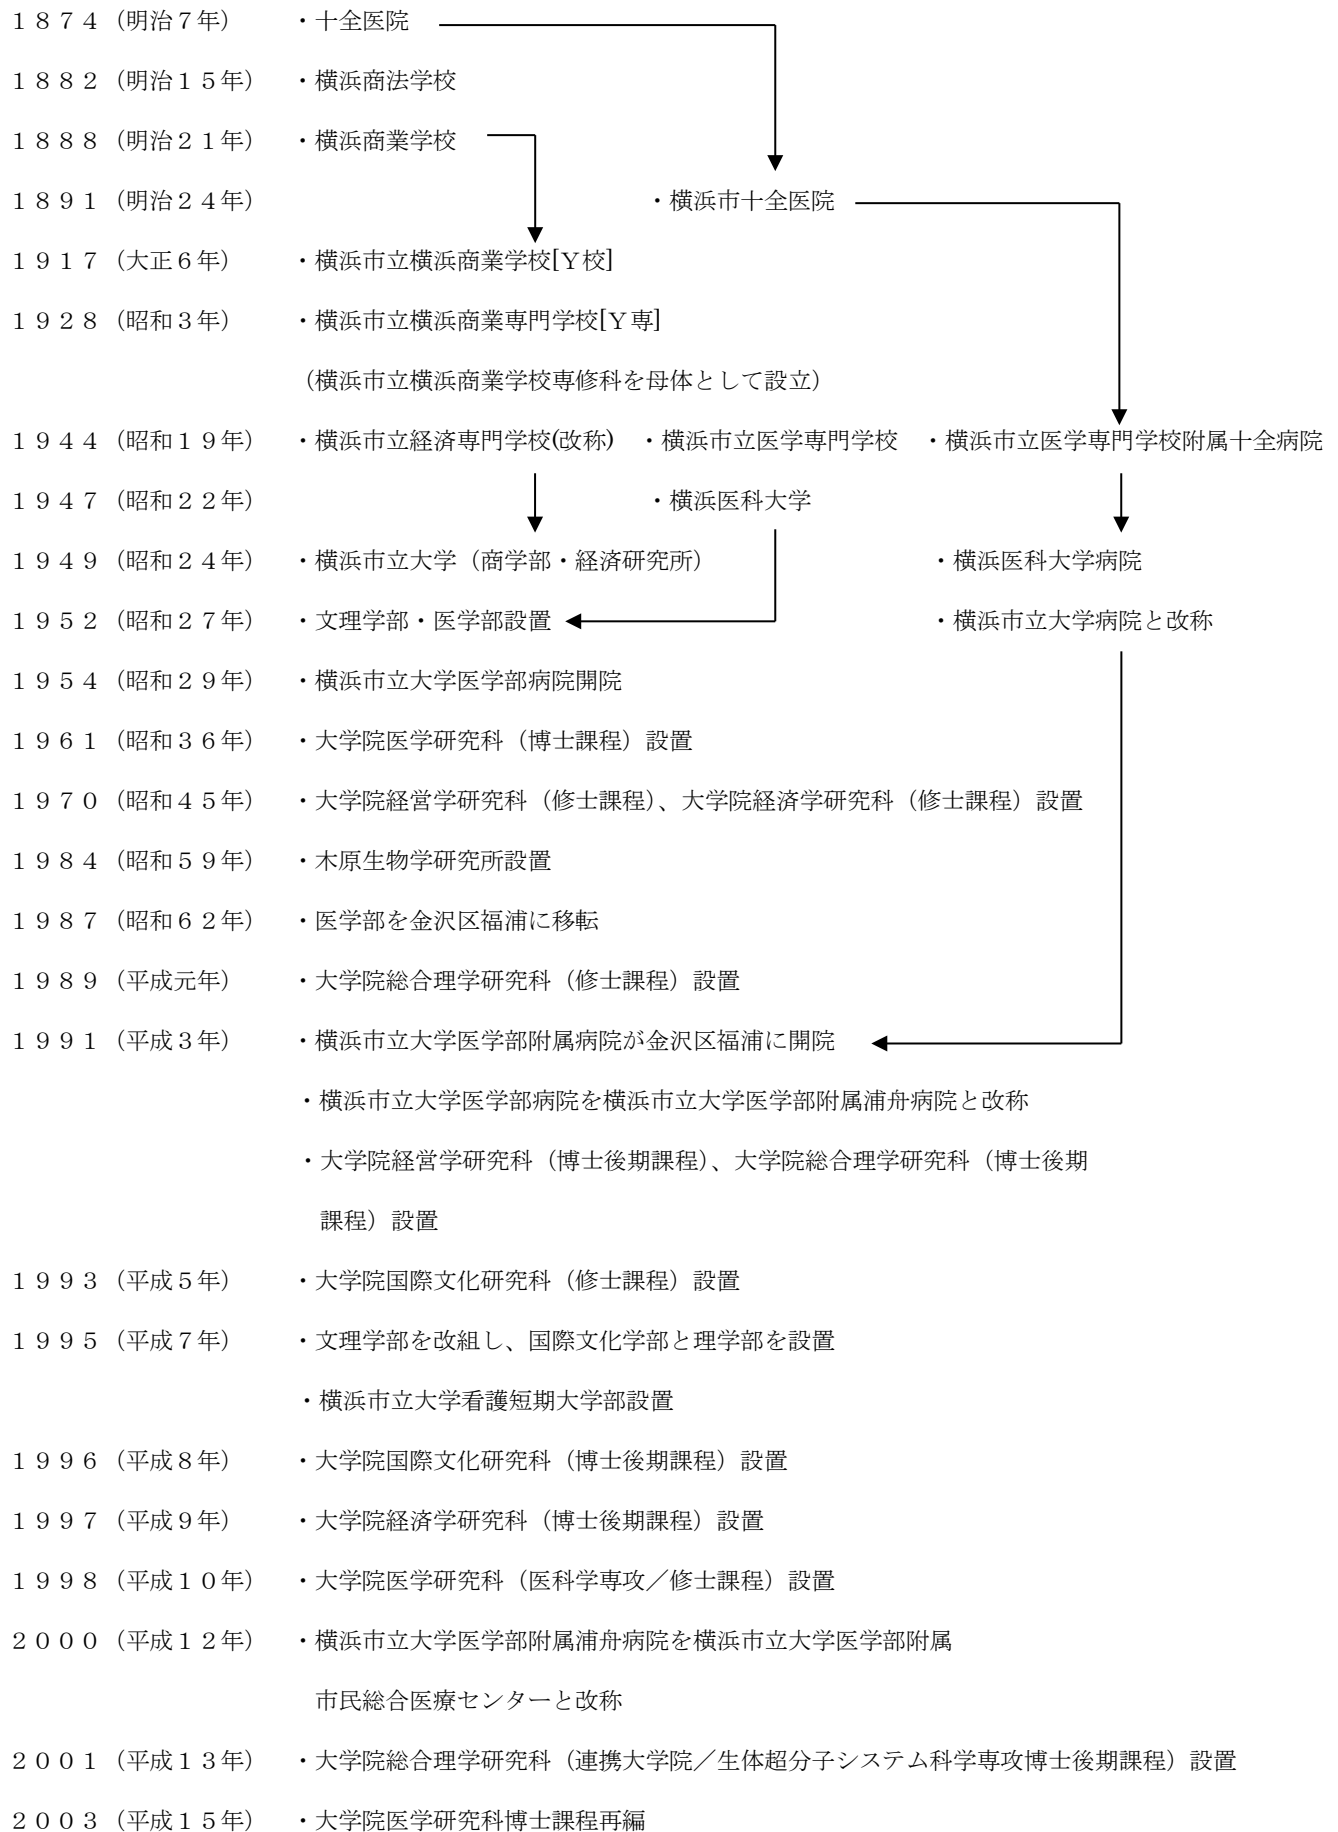 １８７４（明治７年） ・十全医院
１８８２（明治１５年） ・横浜商法学校
１８８８（明治２１年） ・横浜商業学校
１８９１（明治２４年） ・横浜市十全医院
１９１７（大正６年） ・横浜市立横浜商業学校[Ｙ校]
１９２８（昭和３年） ・横浜市立横浜商業専門学校[Ｙ専]
（横浜市立横浜商業学校専修科を母体として設立）
１９４４（昭和１９年） ・横浜市立経済専門学校(改称) ・横浜市立医学専門学校 ・横浜市立医学専門学校附属十全病院
１９４７（昭和２２年） ・横浜医科大学
１９４９（昭和２４年） ・横浜市立大学（商学部・経済研究所） ・横浜医科大学病院
１９５２（昭和２７年） ・文理学部・医学部設置 ・横浜市立大学病院と改称
１９５４（昭和２９年） ・横浜市立大学医学部病院開院
１９６１（昭和３６年） ・大学院医学研究科（博士課程）設置
１９７０（昭和４５年） ・大学院経営学研究科（修士課程）、大学院経済学研究科（修士課程）設置
１９８４（昭和５９年） ・木原生物学研究所設置
１９８７（昭和６２年） ・医学部を金沢区福浦に移転
１９８９（平成元年） ・大学院総合理学研究科（修士課程）設置
１９９１（平成３年） ・横浜市立大学医学部附属病院が金沢区福浦に開院
・横浜市立大学医学部病院を横浜市立大学医学部附属浦舟病院と改称
・大学院経営学研究科（博士後期課程）、大学院総合理学研究科（博士後期
課程）設置
１９９３（平成５年） ・大学院国際文化研究科（修士課程）設置
１９９５（平成７年） ・文理学部を改組し、国際文化学部と理学部を設置
・横浜市立大学看護短期大学部設置
１９９６（平成８年） ・大学院国際文化研究科（博士後期課程）設置
１９９７（平成９年） ・大学院経済学研究科（博士後期課程）設置
１９９８（平成１０年） ・大学院医学研究科（医科学専攻／修士課程）設置
２０００（平成１２年） ・横浜市立大学医学部附属浦舟病院を横浜市立大学医学部附属
市民総合医療センターと改称
２００１（平成１３年） ・大学院総合理学研究科（連携大学院／生体超分子システム科学専攻博士後期課程）設置
２００３（平成１５年） ・大学院医学研究科博士課程再編